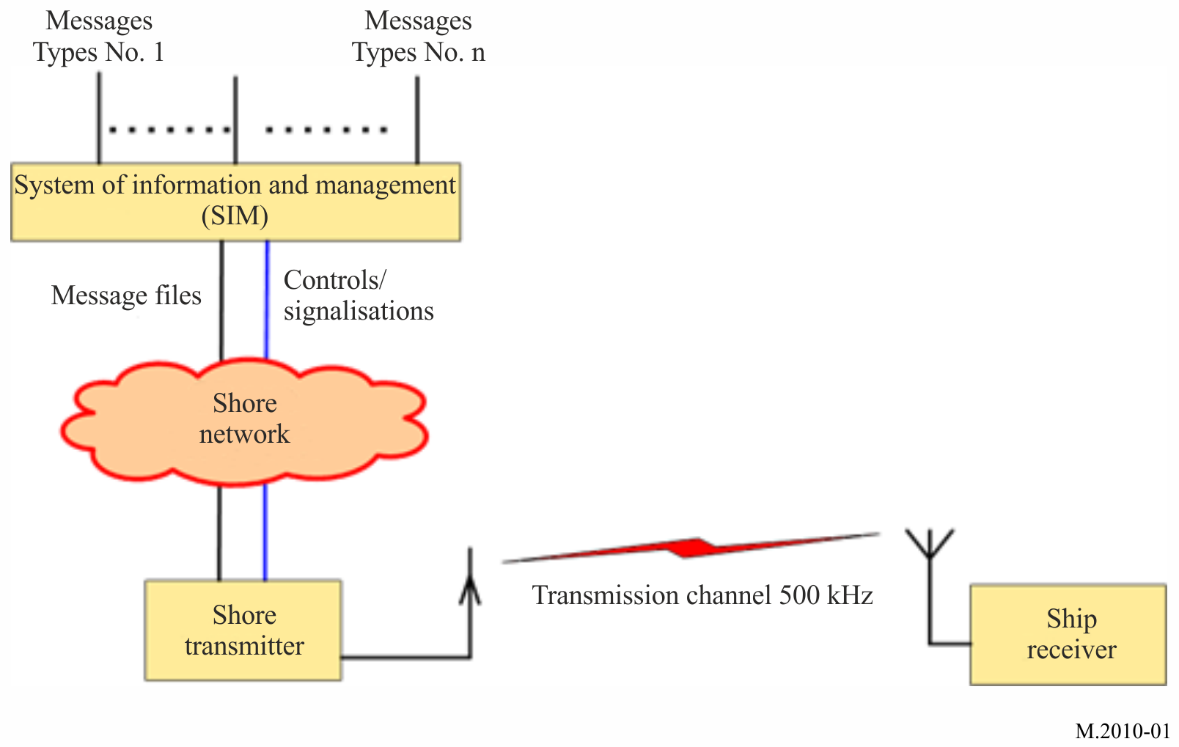 Messages
Types No. 1
Messages
Types No. n
System of information and management
(SIM)
Message files
Controls/
signalisations
Shore
network
Shore
transmitter
Transmission channel 500 kHz
Ship
receiver
M.2010-01